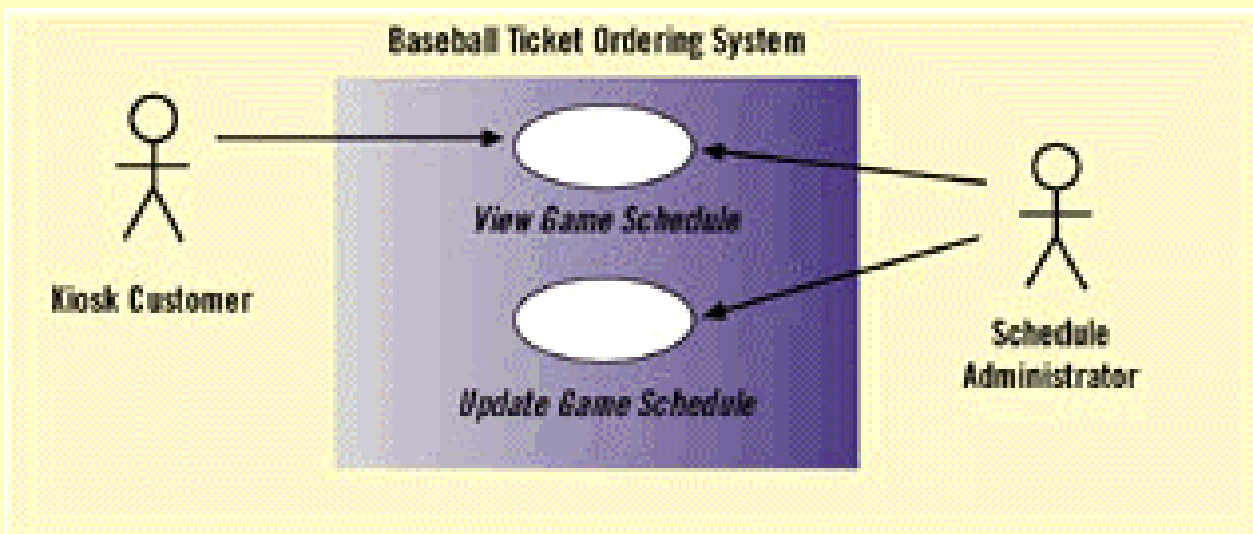 Baseball Ticket Ordering System
View Game Schedule
Kiosk Customer
Update Game Schedule
Schedule
Administrator